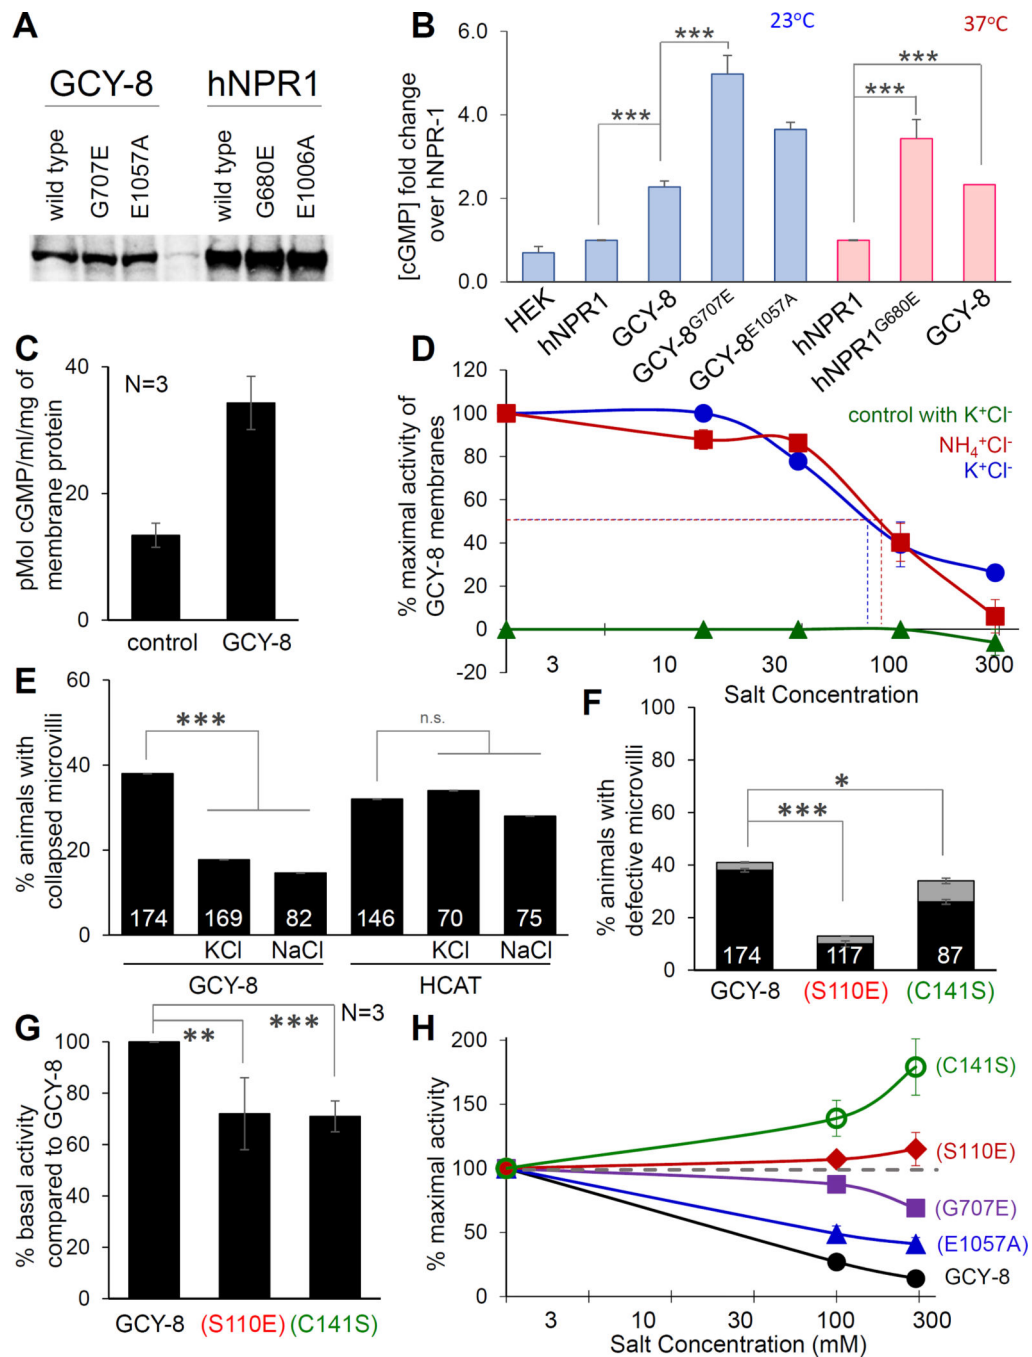 A
GCY-8
hNPR1
wild type
G707E
E1057A
wild type
G680E
E1006A
B
23°C
37°C
[cGMP] fold change
over hNPR-1
6.0
4.0
2.0
0.0
***
***
***
***
HEK
hNPR1
GCY-8
GCY-8G707E
GCY-8E1057A
hNPR1
hNPR1G680E
GCY-8
C
pMol cGMP/ml/mg of
membrane protein
40
20
0
N=3
control
GCY-8
D
% maximal activity of
GCY-8 membranes
120
100
80
60
40
20
0
-20
control with K+Cl-
NH4+Cl-
K+Cl-
3
10
30
100
300
Salt Concentration
E
% animals with
collapsed microvilli
60
40
20
0
***
n.s.
174
169
82
146
70
75
KCl
NaCl
KCl
NaCl
GCY-8
HCAT
F
% animals with
defective microvilli
100
80
60
40
20
0
*
***
174
117
87
GCY-8
(S110E)
(C141S)
G
% basal activity
compared to GCY-8
100
80
60
40
20
0
N=3
**
***
GCY-8
(S110E)
(C141S)
H
% maximal activity
200
150
100
50
0
(C141S)
(S110E)
(G707E)
(E1057A)
GCY-8
3
10
30
100
300
Salt Concentration (mM)